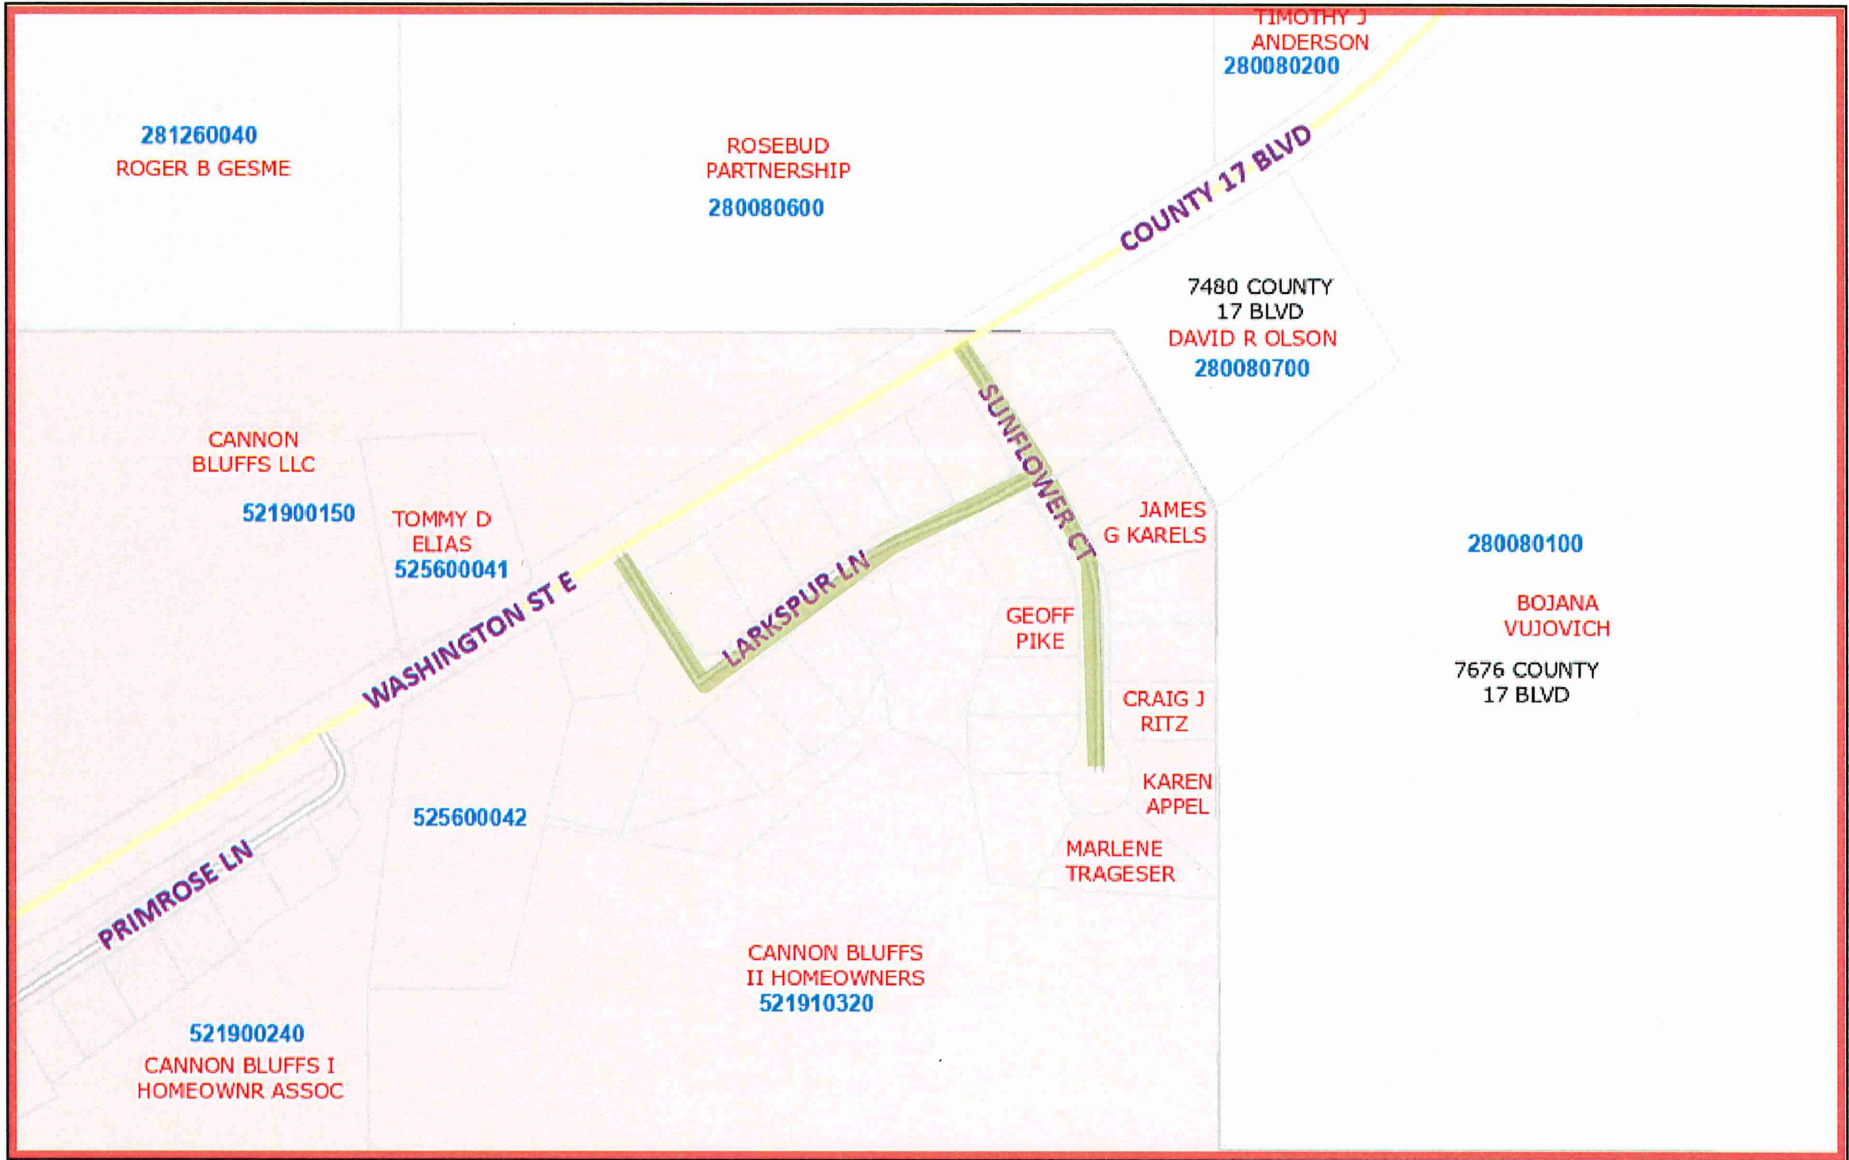 TIMOTHY J
ANDERSON
280080200
281260040
ROGER B GESME
ROSEBUD
PARTNERSHIP
280080600
COUNTY 17 BLVD
7480 COUNTY
17 BLVD
DAVID R OLSON
280080700
SUNFLOWER CT
CANNON
BLUFFS LLC
521900150
TOMMY D
ELIAS
525600041
JAMES
G KARELS
280080100
BOJANA
VUJOVICH
7676 COUNTY
17 BLVD
WASHINGTON ST E
LARKSPUR LN
GEOFF
PIKE
CRAIG J
RITZ
KAREN
APPEL
MARLENE
TRAGESER
525600042
PRIMROSE LN
CANNON BLUFFS
II HOMEOWNERS
521910320
521900240
CANNON BLUFFS I
HOMEOWNR ASSOC